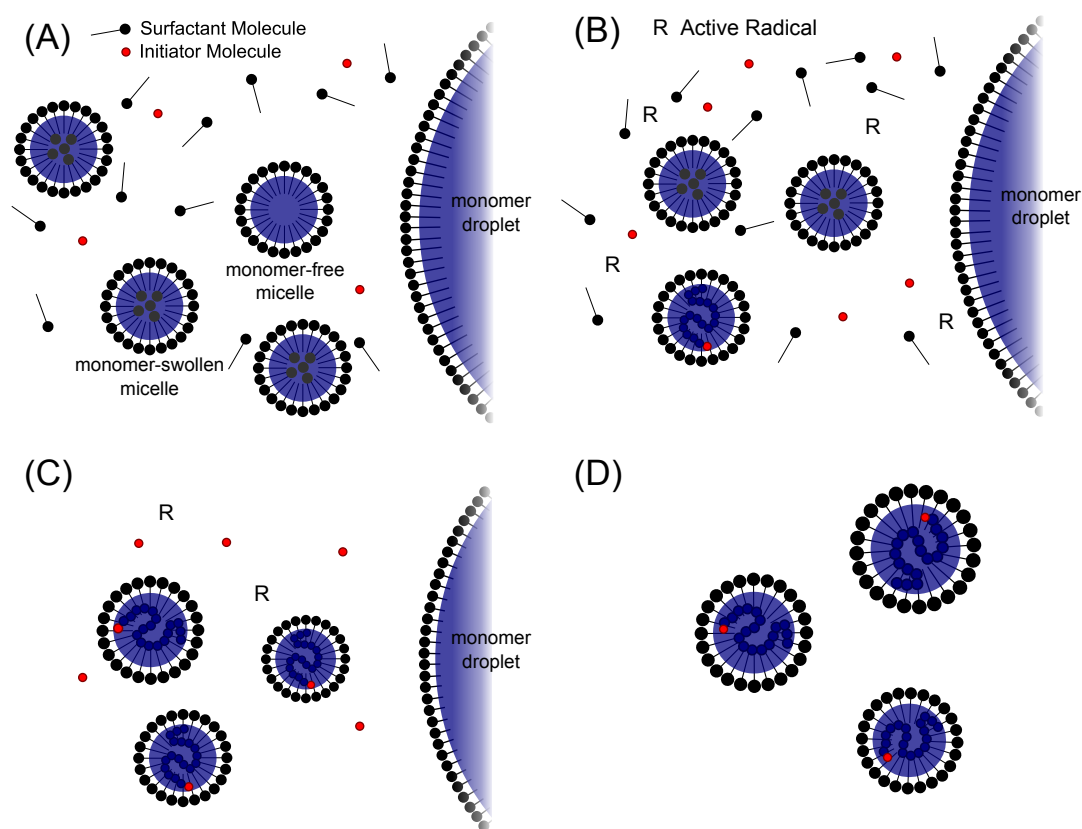 (A)
Surfactant Molecule
Initiator Molecule
monomer
droplet
monomer-free
micelle
monomer-swollen
micelle
(B)
R Active Radical
R
R
monomer
droplet
R
R
(C)
R
R
monomer
droplet
(D)